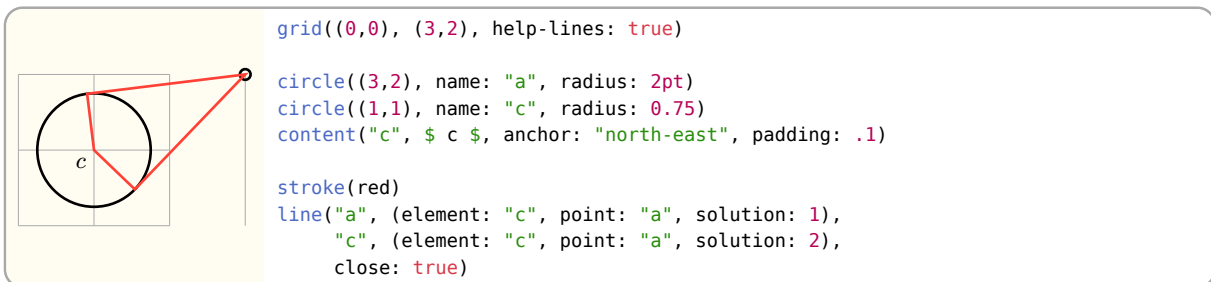 grid((0,0), (3,2), help-lines: true)
circle((3,2), name: "a", radius: 2pt)
circle((1,1), name: "c", radius: 0.75)
content("c", $ c $, anchor: "north-east", padding: .1)
stroke(red)
line("a", (element: "c", point: "a", solution: 1),
"c", (element: "c", point: "a", solution: 2),
close: true)
c